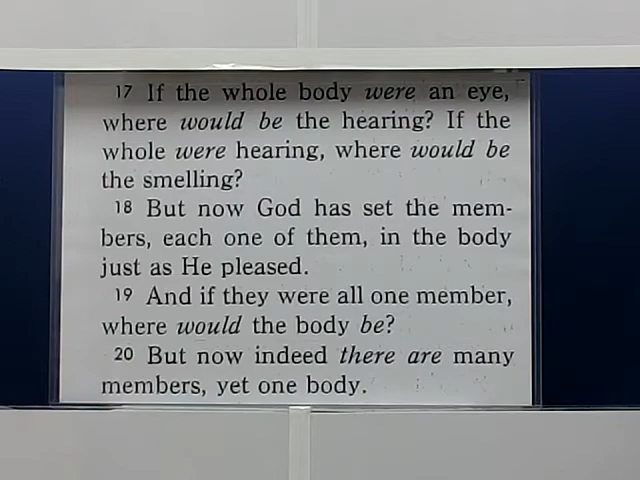 17 If the whole body were an eye,
where would be the hearing? If the
whole were hearing, where would be
the smelling?
18 But now God has set the mem-
bers, each one of them, in the body
just as He pleased.
19 And if they were all one member,
where would the body be?
20 But now indeed there are many
members, yet one body.